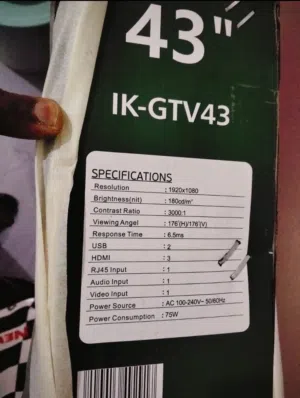 43"
IK-GTV43
SPECIFICATIONS
Resolution : 1920x1080
Brightness(nit) : 180cd/m²
Contrast Ratio : 3000:1
Viewing Angel : 176°(H)/176°(V)
Response Time : 6.5ms
USB : 2
HDMI : 3
RJ45 Input : 1
Audio Input : 1
Video Input : 1
Power Source : AC 100-240V~ 50/60Hz
Power Consumption : 75W